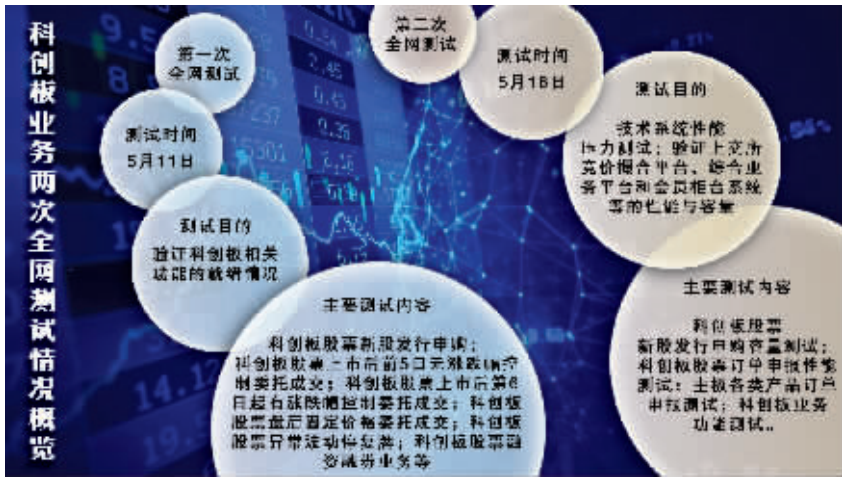 科创板业务两次全网测试情况概览
第一次
全网测试
测试时间
5月11日
测试目的
验证科创板相关
功能的就绪情况
主要测试内容
科创板股票新股发行申购；
科创板股票上市后前5日无涨跌幅控
制委托成交；科创板股票上市后第6
日起有涨跌幅控制委托成交；科创板
股票盘后固定价格委托成交；科创板
股票异常波动停复牌；科创板股票融
资融券业务等
第二次
全网测试
测试时间
5月18日
测试目的
技术系统性能
压力测试；验证上交所
竞价撮合平台、综合业
务平台和会员柜台系统
等的性能与容量
主要测试内容
科创板股票
新股发行申购容量测试；
科创板股票订单申报性能
测试；主板各类产品订单
申报测试；科创板业务
功能测试..